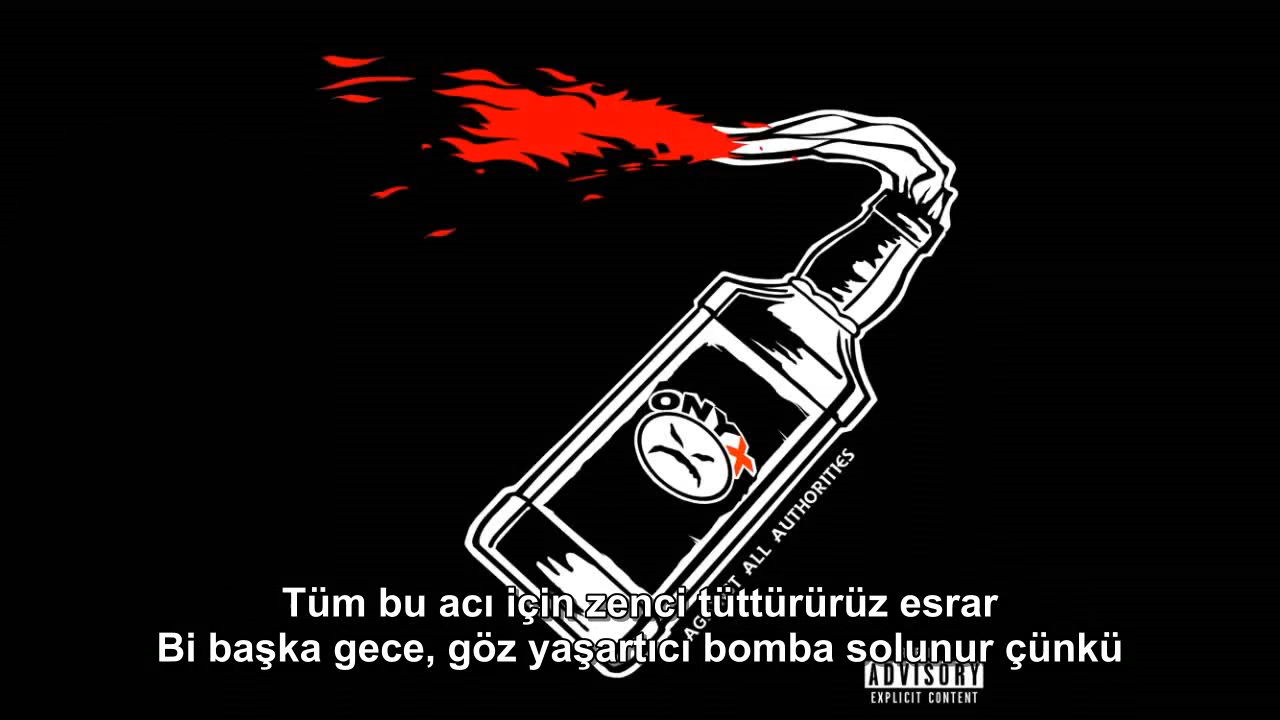 ONYX
AGAINST ALL AUTHORITIES
Tüm bu acı için zenci tüttürürüz esrar
Bi başka gece, göz yaşartıcı bomba solunur çünkü
ADVISORY
EXPLICIT CONTENT